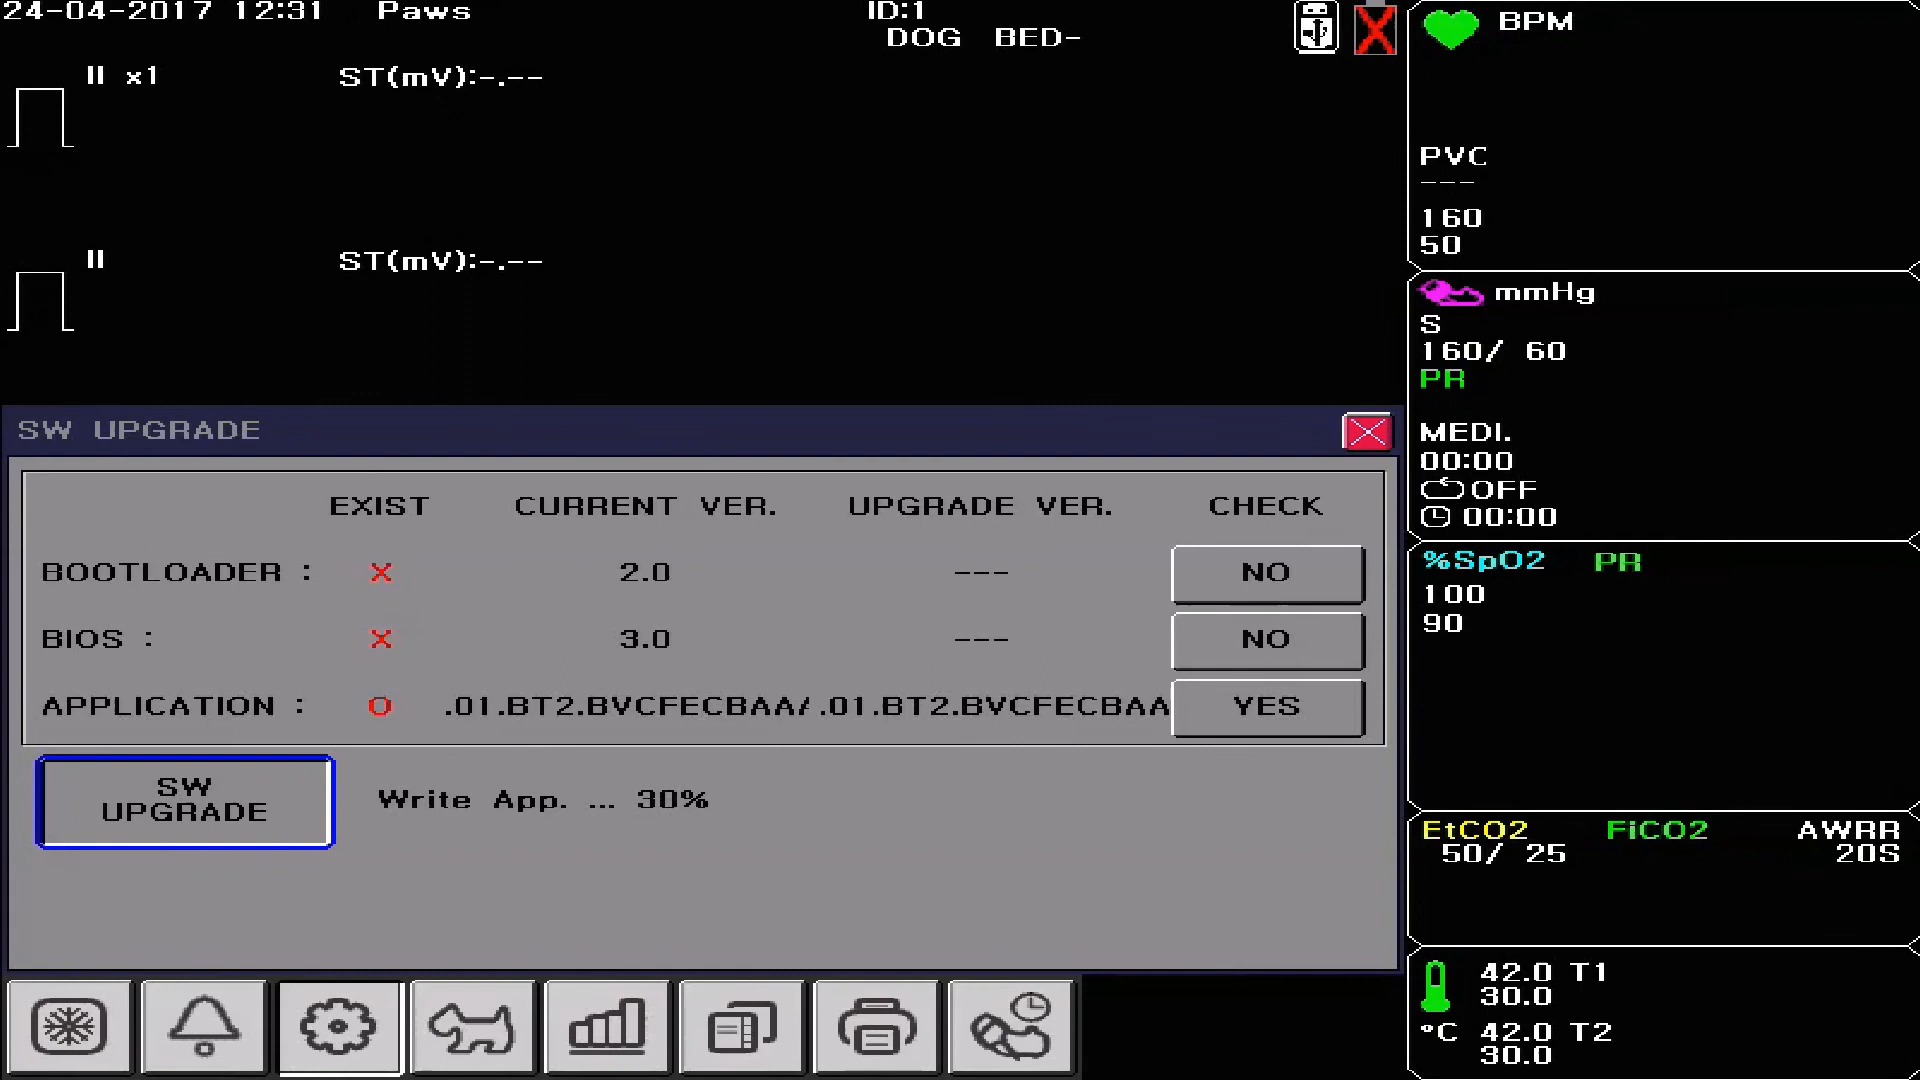 24-04-2017 12:31 Paws ID:1
DOG BED-
II x1 ST(mV):-.--
II ST(mV):-.--
BPM
PVC
---
160
50
mmHg
S
160/ 60
PR
MEDI.
00:00
OFF
00:00
%SpO2 PR
100
90
EtCO2 FiCO2 AWRR
50/ 25 20S
42.0 T1
30.0
°C 42.0 T2
30.0
SW UPGRADE
EXIST CURRENT VER. UPGRADE VER. CHECK
BOOTLOADER : X 2.0 --- NO
BIOS : X 3.0 --- NO
APPLICATION : O .01.BT2.BVCFECBAA .01.BT2.BVCFECBAA YES
SW
UPGRADE
Write App. ... 30%